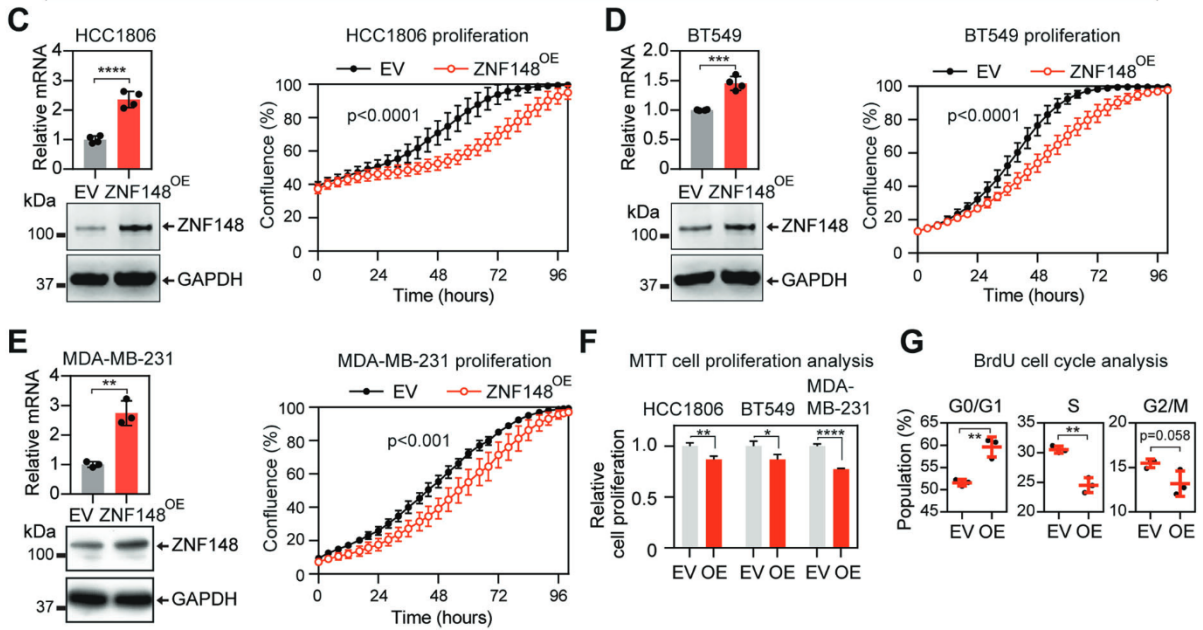 C
HCC1806
Relative mRNA
4
3
2
1
0
****
EV ZNF148OE
kDa
100
ZNF148
37
GAPDH
HCC1806 proliferation
EV
ZNF148OE
p<0.0001
Confluence (%)
100
80
60
40
20
0
0 24 48 72 96
Time (hours)
D
BT549
Relative mRNA
2.0
1.5
1.0
0.5
0
***
EV ZNF148OE
kDa
100
ZNF148
37
GAPDH
BT549 proliferation
EV
ZNF148OE
p<0.0001
Confluence (%)
100
80
60
40
20
0
0 24 48 72 96
Time (hours)
E
MDA-MB-231
Relative mRNA
4
3
2
1
0
**
EV ZNF148OE
kDa
100
ZNF148
37
GAPDH
MDA-MB-231 proliferation
EV
ZNF148OE
p<0.001
Confluence (%)
100
80
60
40
20
0
0 24 48 72 96
Time (hours)
F
MTT cell proliferation analysis
HCC1806 BT549 MDA-
MB-231
** * ****
Relative
cell proliferation
1.0
0.5
0
EV OE EV OE EV OE
G
BrdU cell cycle analysis
G0/G1 S G2/M
Population (%)
65
60
55
50
45
**
EV OE
35
30
25
20
**
EV OE
20
15
10
p=0.058
EV OE